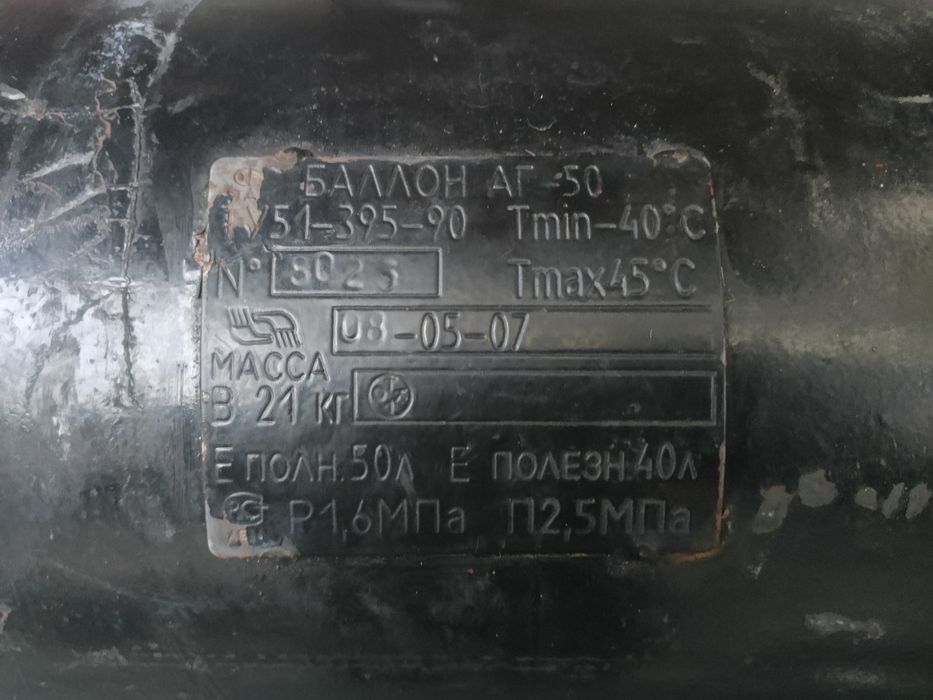 БАЛЛОН АГ-50
ТУ51-395-90 Tmin-40°C
N° 8023 Tmax45°C
08-05-07
МАССА
В 21 кг
Е ПОЛН.50л Е ПОЛЕЗН.40л
РСТ Р1,6МПа П2,5МПа